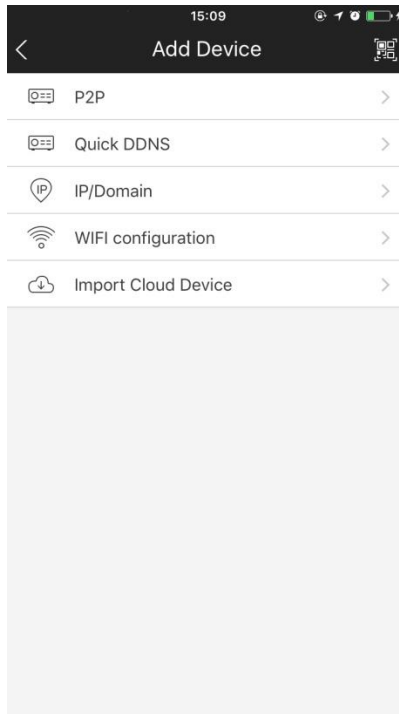 15:09
Add Device
P2P
Quick DDNS
IP
IP/Domain
WIFI configuration
Import Cloud Device